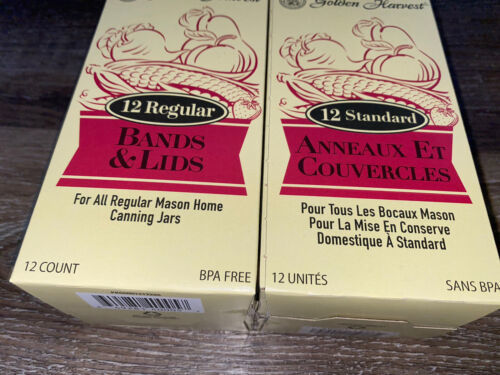 12 Regular
BANDS
& LIDS
For All Regular Mason Home
Canning Jars
12 COUNT
BPA FREE
Golden Harvest
12 Standard
ANNEAUX ET
COUVERCLES
Pour Tous Les Bocaux Mason
Pour La Mise En Conserve
Domestique À Standard
12 UNITÉS
SANS BPA